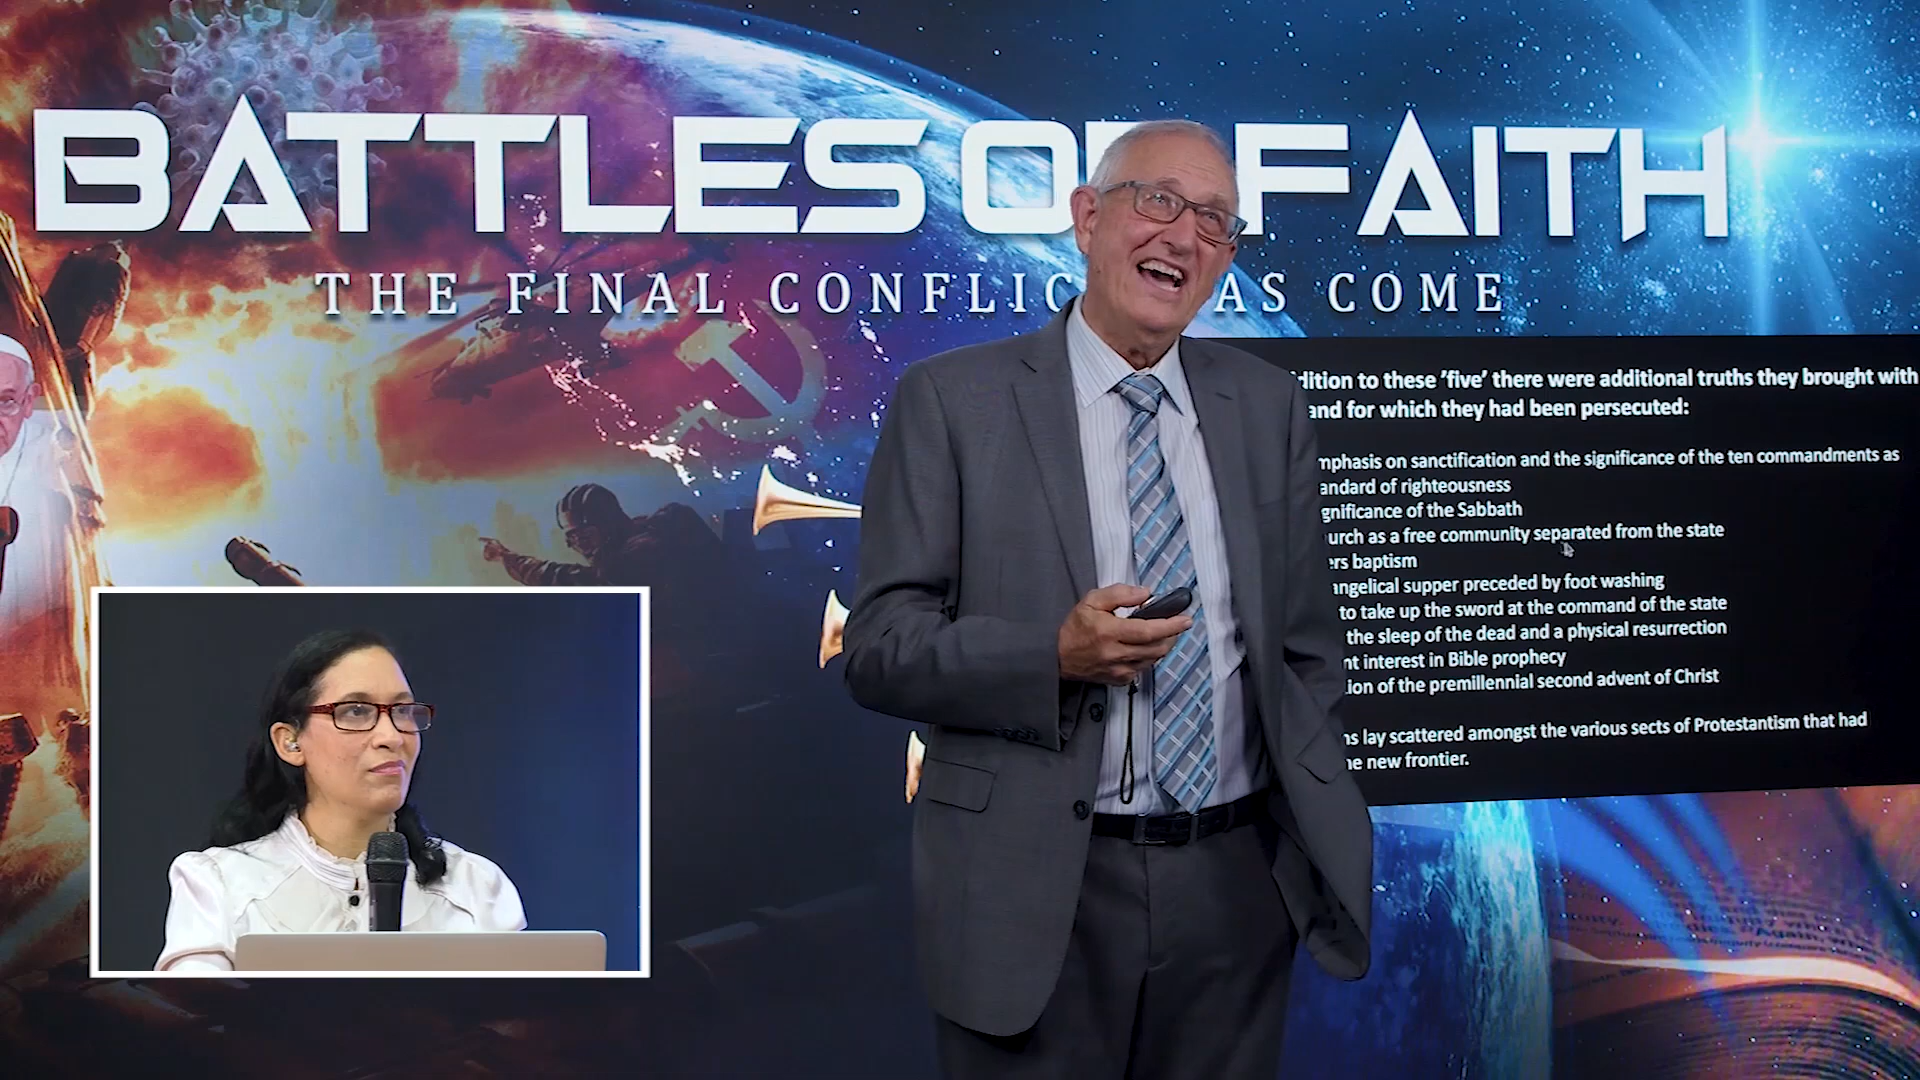 BATTLES OF FAITH
THE FINAL CONFLIC AS COME
dition to these 'five' there were additional truths they brought with
and for which they had been persecuted:
mphasis on sanctification and the significance of the ten commandments as
andard of righteousness
gnificance of the Sabbath
urch as a free community separated from the state
ers baptism
angelical supper preceded by foot washing
to take up the sword at the command of the state
the sleep of the dead and a physical resurrection
nt interest in Bible prophecy
ion of the premillennial second advent of Christ
ns lay scattered amongst the various sects of Protestantism that had
he new frontier.